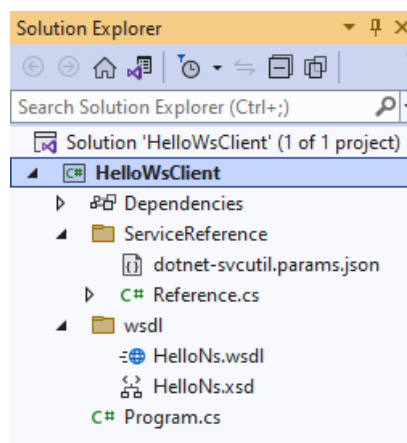 Solution Explorer
Search Solution Explorer (Ctrl+;)
Solution 'HelloWsClient' (1 of 1 project)
C# HelloWsClient
Dependencies
ServiceReference
dotnet-svcutil.params.json
C# Reference.cs
wsdl
HelloNs.wsdl
HelloNs.xsd
C# Program.cs